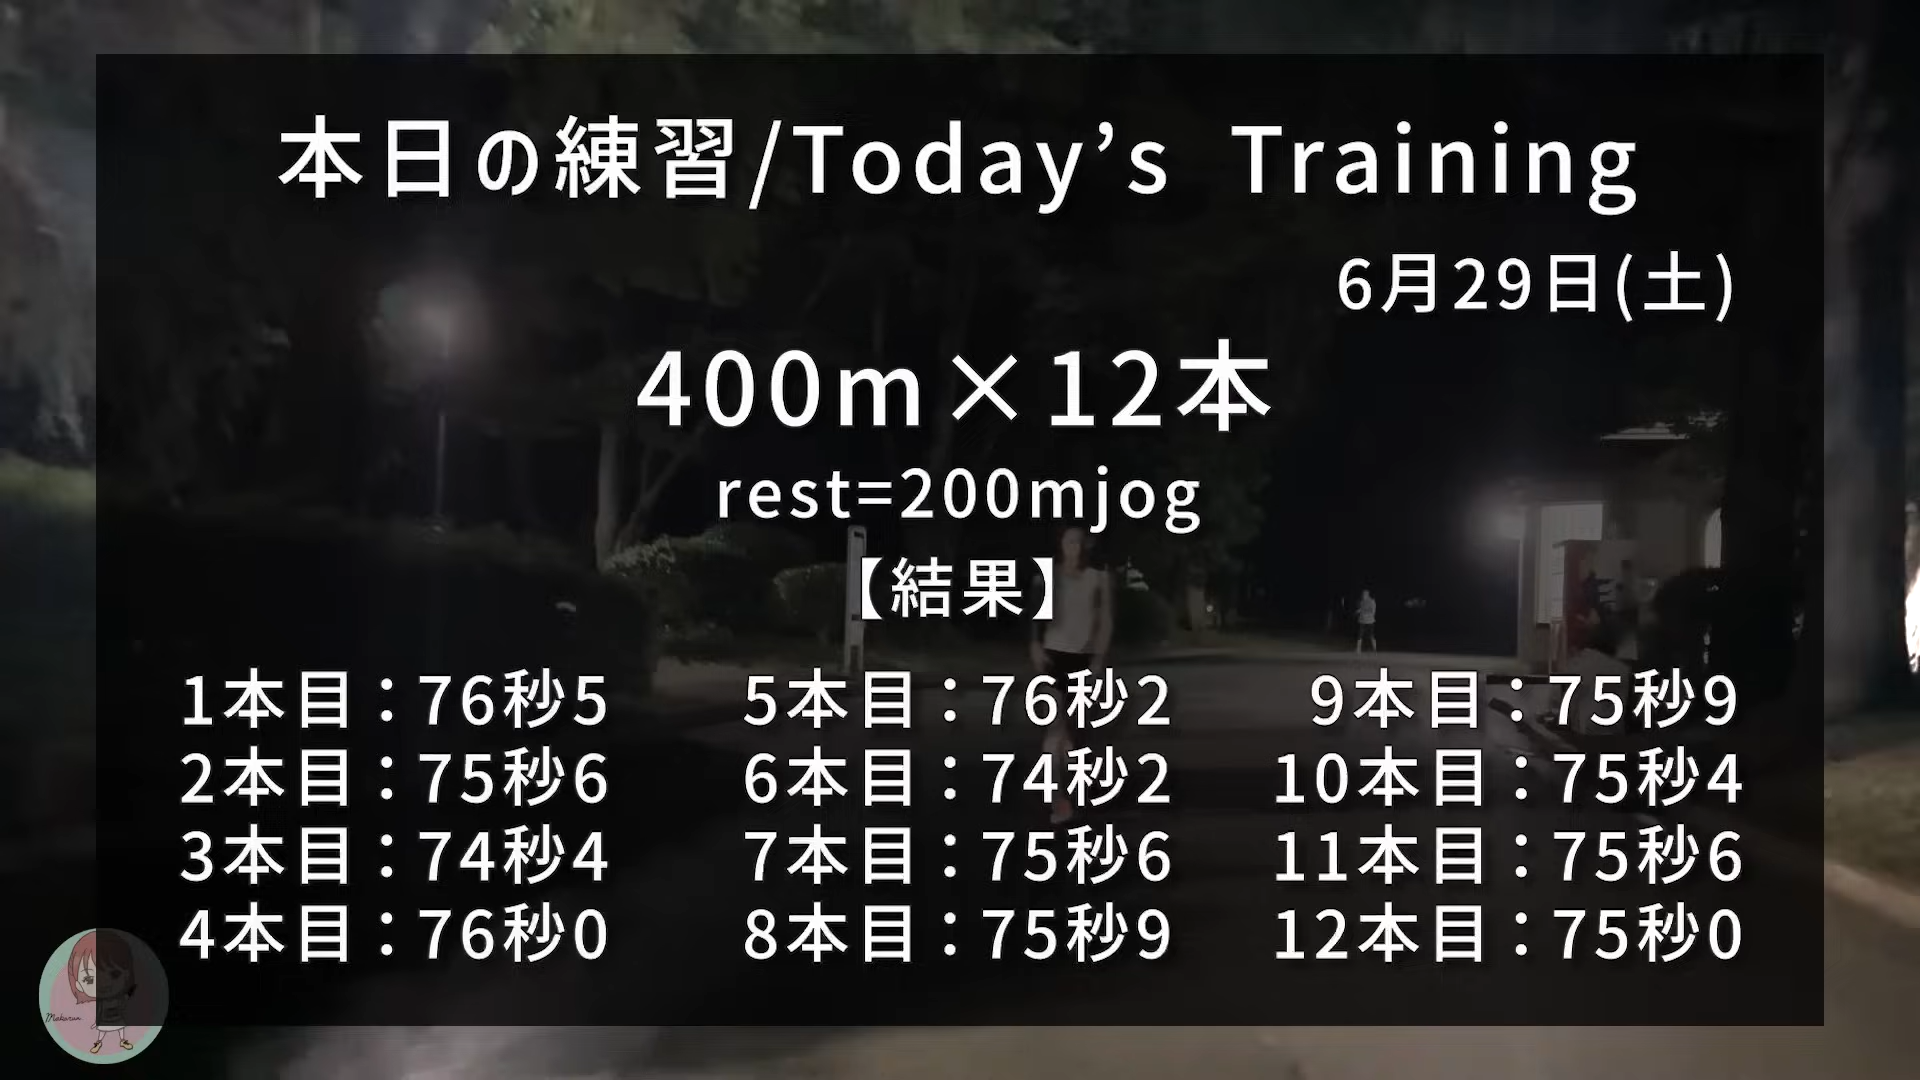 本日の練習/Today’s Training
6月29日(土)
400m×12本
rest=200mjog
【結果】
1本目：76秒5
2本目：75秒6
3本目：74秒4
4本目：76秒0
5本目：76秒2
6本目：74秒2
7本目：75秒6
8本目：75秒9
9本目：75秒9
10本目：75秒4
11本目：75秒6
12本目：75秒0